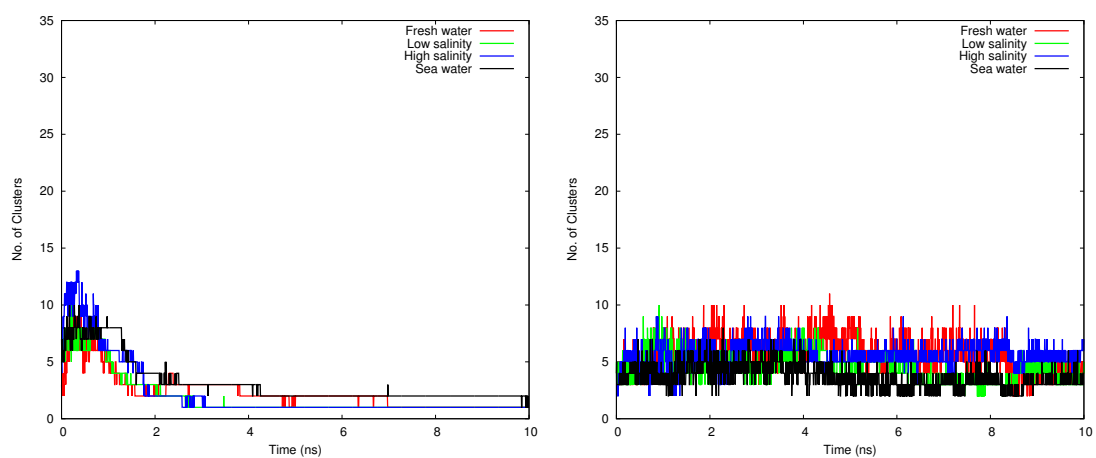 35
30
25
20
15
10
5
0
No. of Clusters
Fresh water
Low salinity
High salinity
Sea water
0 2 4 6 8 10
Time (ns)
35
30
25
20
15
10
5
0
No. of Clusters
Fresh water
Low salinity
High salinity
Sea water
0 2 4 6 8 10
Time (ns)